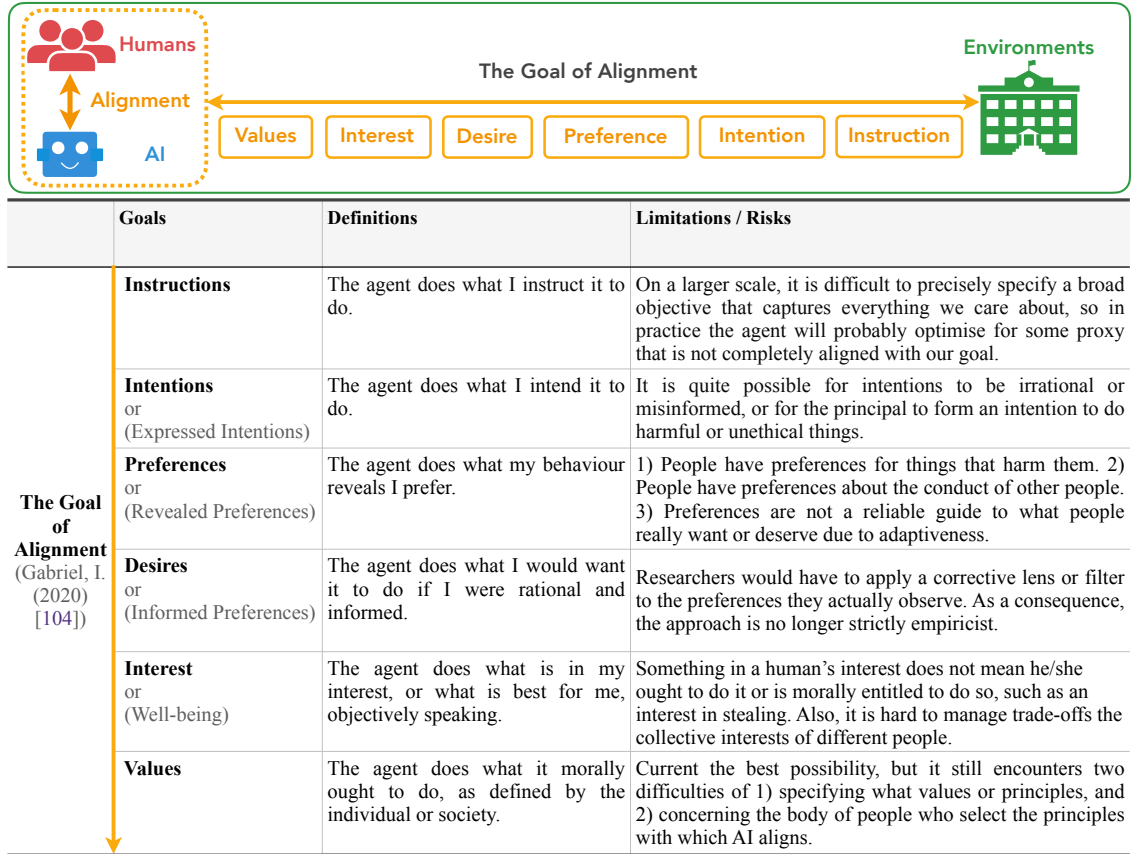 Humans
Environments
The Goal of Alignment
Alignment
Values Interest Desire Preference Intention Instruction
AI
Goals Definitions Limitations / Risks
The Goal
of
Alignment
(Gabriel, I.
(2020)
[104])
Instructions
The agent does what I instruct it to
do.
On a larger scale, it is difficult to precisely specify a broad
objective that captures everything we care about, so in
practice the agent will probably optimise for some proxy
that is not completely aligned with our goal.
Intentions
or
(Expressed Intentions)
The agent does what I intend it to
do.
It is quite possible for intentions to be irrational or
misinformed, or for the principal to form an intention to do
harmful or unethical things.
Preferences
or
(Revealed Preferences)
The agent does what my behaviour
reveals I prefer.
1) People have preferences for things that harm them. 2)
People have preferences about the conduct of other people.
3) Preferences are not a reliable guide to what people
really want or deserve due to adaptiveness.
Desires
or
(Informed Preferences)
The agent does what I would want
it to do if I were rational and
informed.
Researchers would have to apply a corrective lens or filter
to the preferences they actually observe. As a consequence,
the approach is no longer strictly empiricist.
Interest
or
(Well-being)
The agent does what is in my
interest, or what is best for me,
objectively speaking.
Something in a human's interest does not mean he/she
ought to do it or is morally entitled to do so, such as an
interest in stealing. Also, it is hard to manage trade-offs the
collective interests of different people.
Values
The agent does what it morally
ought to do, as defined by the
individual or society.
Current the best possibility, but it still encounters two
difficulties of 1) specifying what values or principles, and
2) concerning the body of people who select the principles
with which AI aligns.